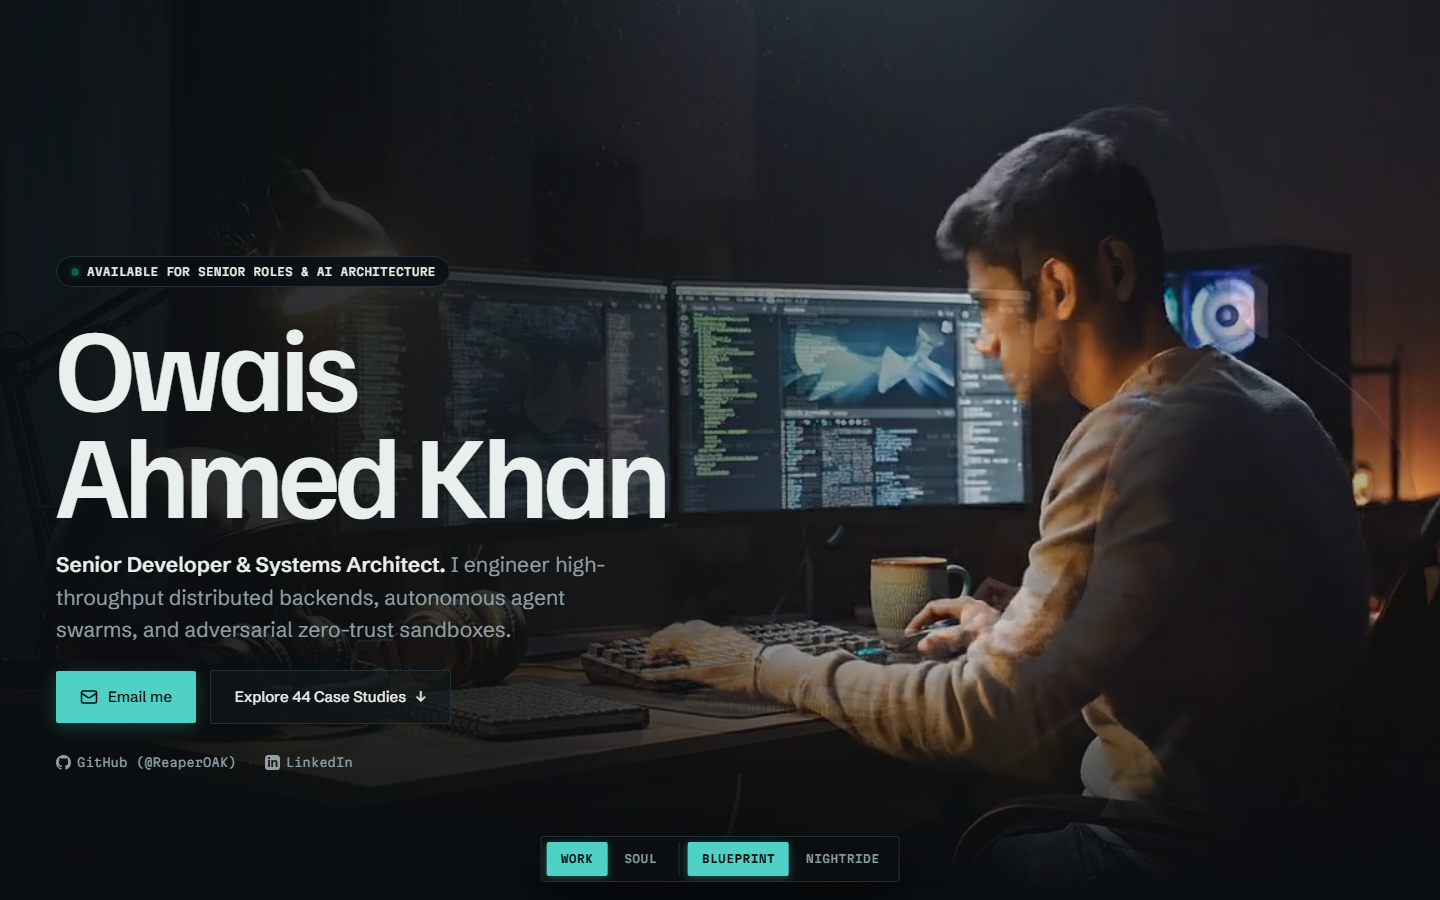 AVAILABLE FOR SENIOR ROLES & AI ARCHITECTURE
Owais
Ahmed Khan
Senior Developer & Systems Architect. I engineer high-
throughput distributed backends, autonomous agent
swarms, and adversarial zero-trust sandboxes.
Email me
Explore 44 Case Studies ↓
GitHub (@ReaperOAK)
LinkedIn
WORK
SOUL
BLUEPRINT
NIGHTRIDE